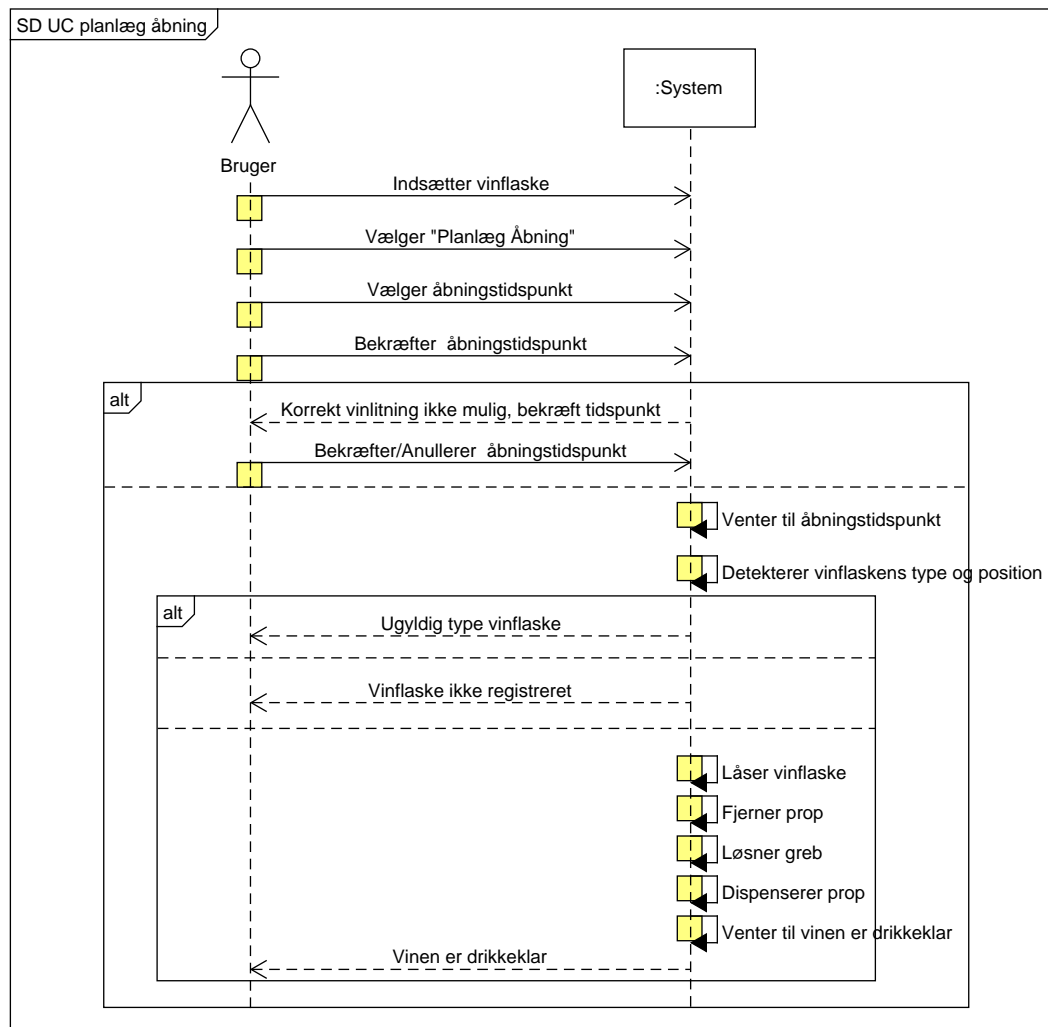 SD UC planlæg åbning
:System
Bruger
Indsætter vinflaske
Vælger "Planlæg Åbning"
Vælger åbningstidspunkt
Bekræfter  åbningstidspunkt
alt
Korrekt vinlitning ikke mulig, bekræft tidspunkt
Bekræfter/Anullerer  åbningstidspunkt
Venter til åbningstidspunkt
Detekterer vinflaskens type og position
alt
Ugyldig type vinflaske
Vinflaske ikke registreret
Låser vinflaske
Fjerner prop
Løsner greb
Dispenserer prop
Venter til vinen er drikkeklar
Vinen er drikkeklar